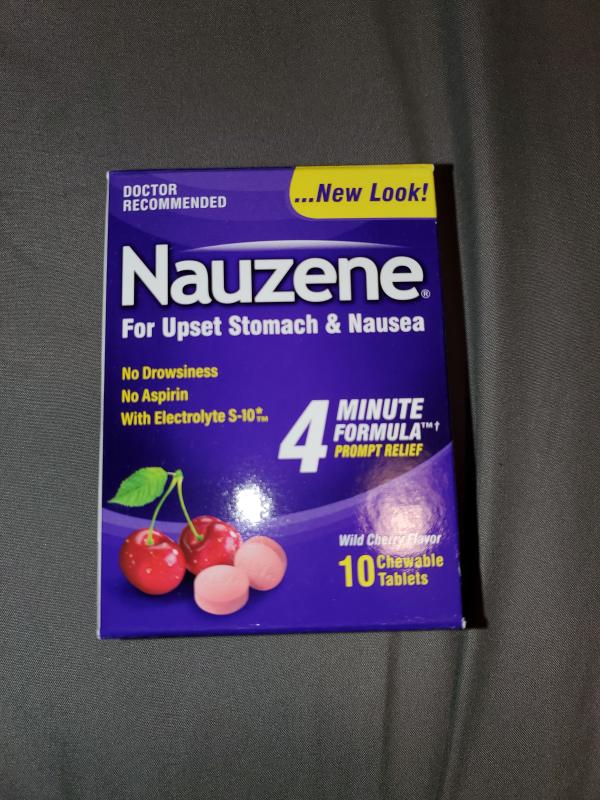 DOCTOR
RECOMMENDED
...New Look!
Nauzene®
For Upset Stomach & Nausea
No Drowsiness
No Aspirin
With Electrolyte S-10*™
4 MINUTE
FORMULA™†
PROMPT RELIEF
Wild Cherry Flavor
10 Chewable
Tablets